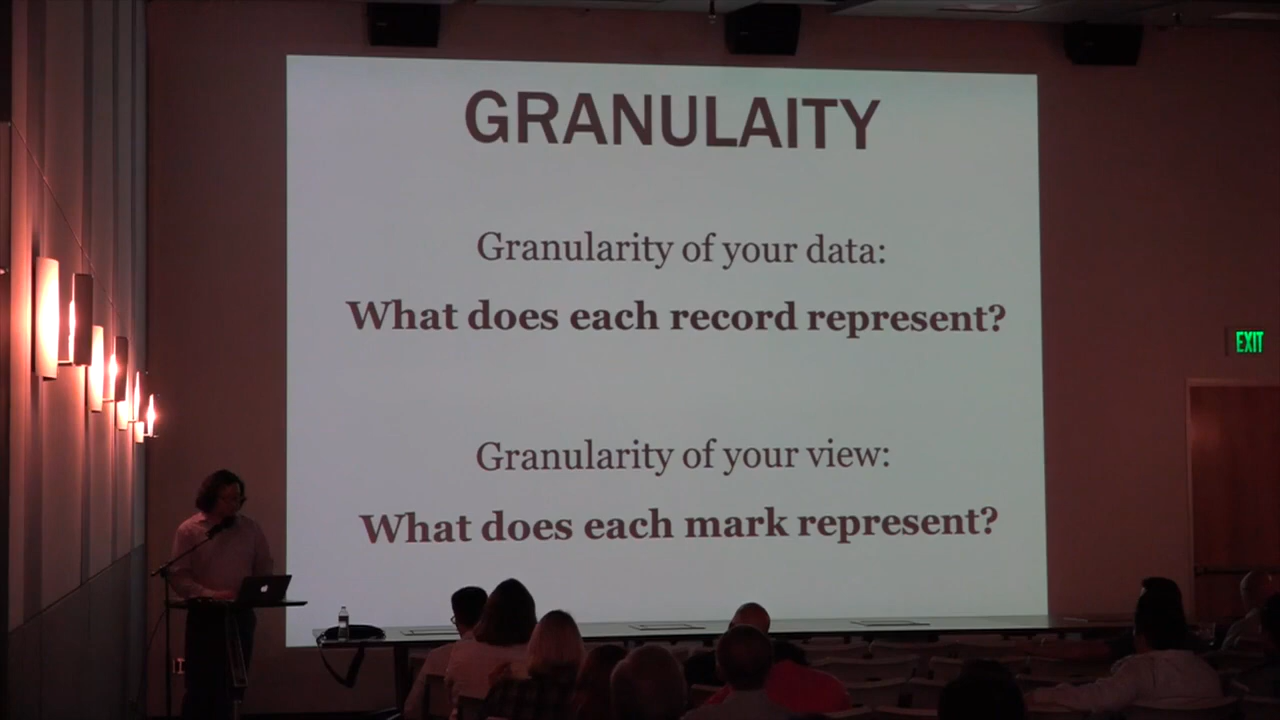 GRANULAITY
Granularity of your data:
What does each record represent?
Granularity of your view:
What does each mark represent?
EXIT